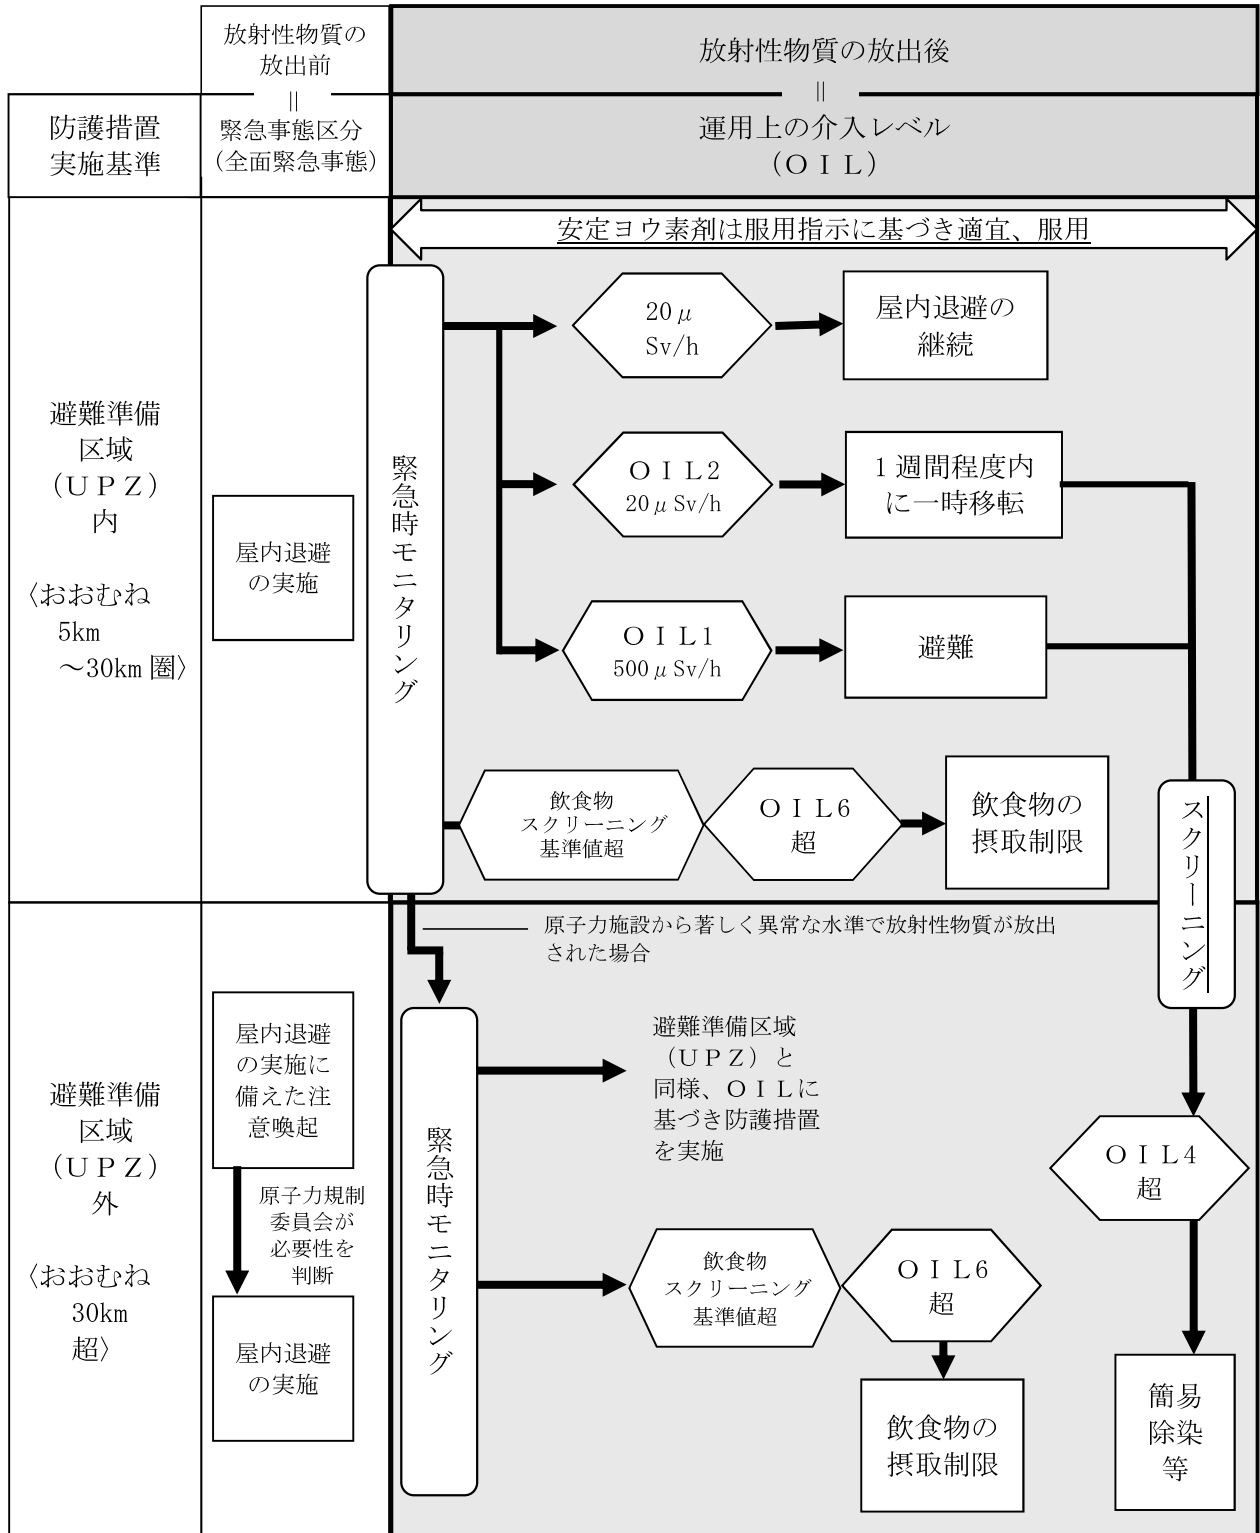 放射性物質の
放出前
＝
緊急事態区分
（全面緊急事態）
放射性物質の放出後
＝
運用上の介入レベル
（ＯＩＬ）
防護措置
実施基準
安定ヨウ素剤は服用指示に基づき適宜、服用
避難準備
区域
（ＵＰＺ）
内
〈おおむね
5km
～30km圏〉
屋内退避
の実施
緊急時モニタリング
20μ
Sv/h
屋内退避の
継続
ＯＩＬ2
20μSv/h
1週間程度内
に一時移転
ＯＩＬ1
500μSv/h
避難
飲食物
スクリーニング
基準値超
ＯＩＬ6
超
飲食物の
摂取制限
スクリーニング
原子力施設から著しく異常な水準で放射性物質が放出
された場合
避難準備
区域
（ＵＰＺ）
外
〈おおむね
30km
超〉
屋内退避
の実施に
備えた注
意喚起
原子力規制
委員会が
必要性を
判断
屋内退避
の実施
緊急時モニタリング
避難準備区域
（ＵＰＺ）と
同様、ＯＩＬに
基づき防護措置
を実施
飲食物
スクリーニング
基準値超
ＯＩＬ6
超
飲食物の
摂取制限
ＯＩＬ4
超
簡易
除染
等